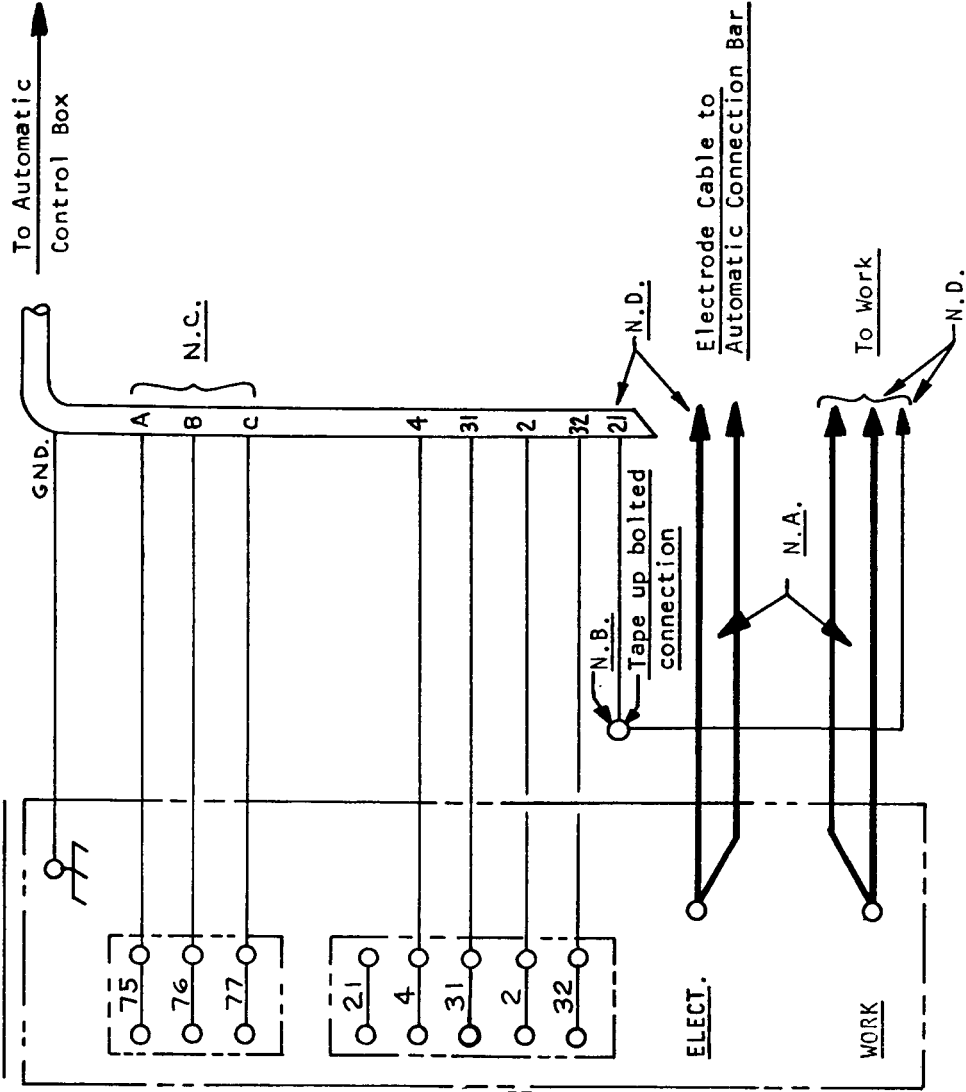 To Automatic
Control Box
GND.
A
B
C
N.C.
4
31
2
32
21
N.D.
N.B.
Tape up bolted
connection
Electrode Cable to
Automatic Connection Bar
N.A.
To Work
N.D.
75
76
77
21
4
31
2
32
ELECT.
WORK